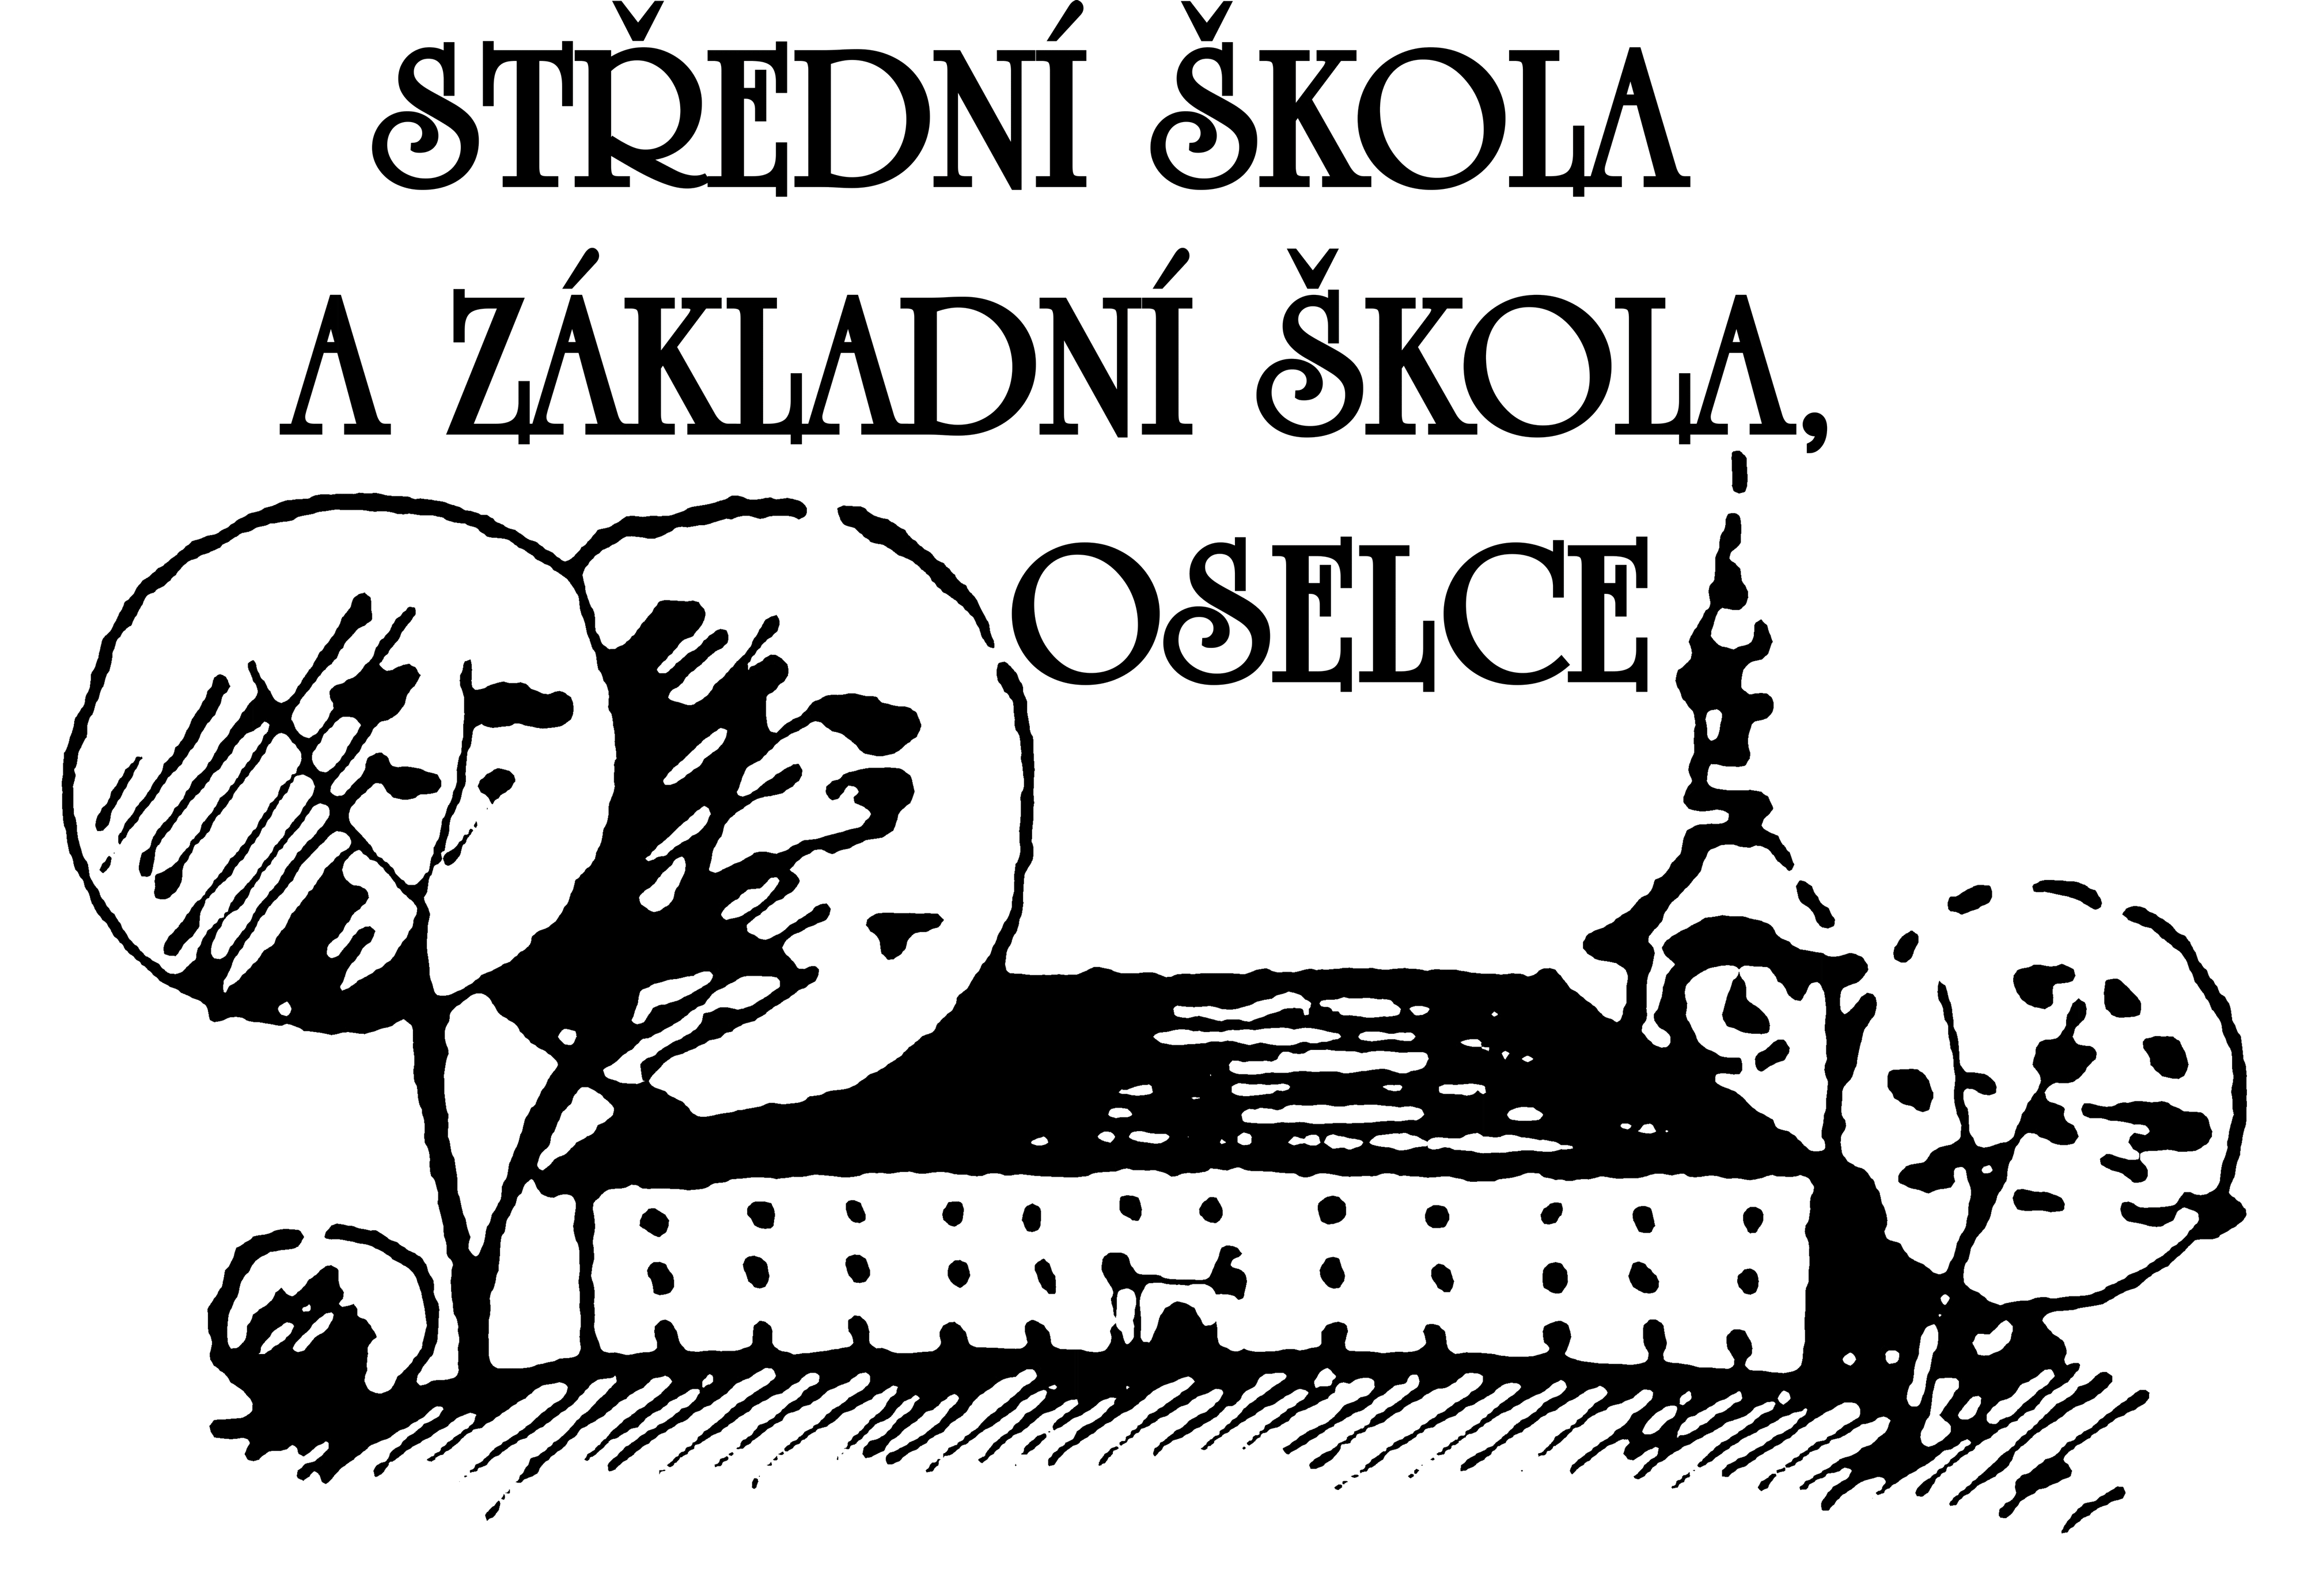 STŘEDNÍ ŠKOLA
A ZÁKLADNÍ ŠKOLA,
OSELCE